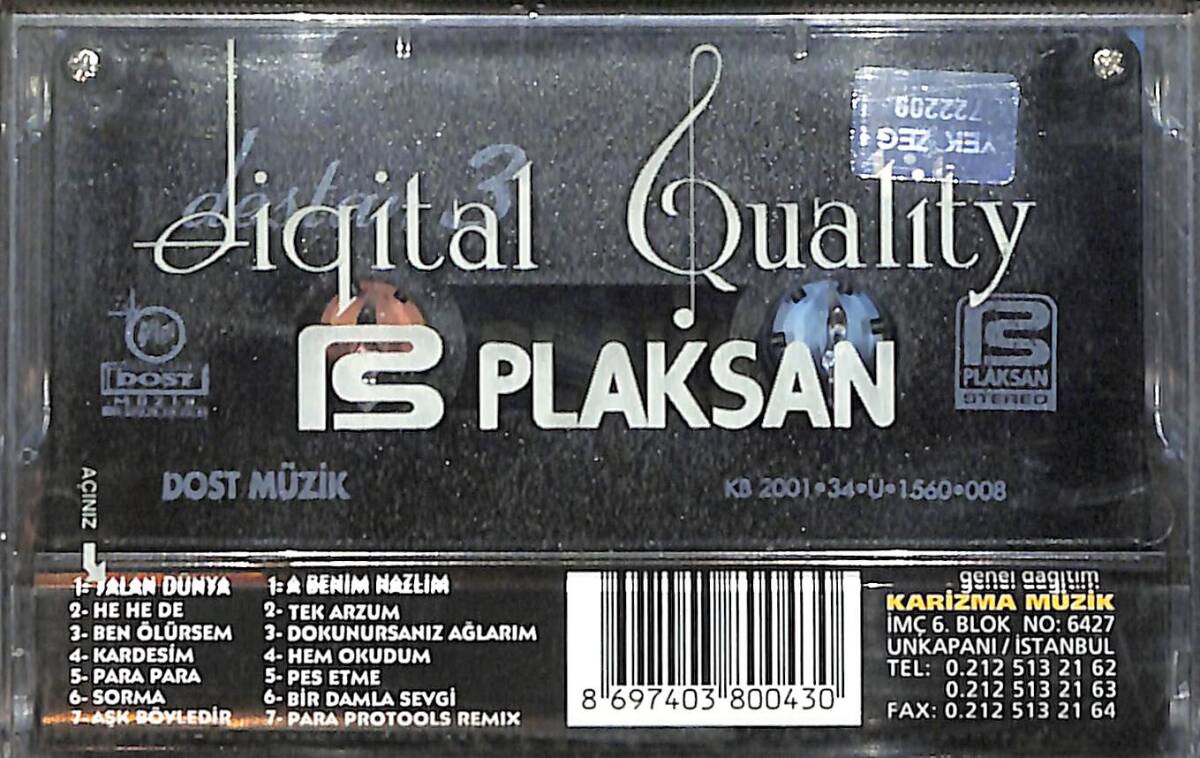 722209
Digital Quality
3
PLAKSAN
DOST
MÜZİK
PLAKSAN
STEREO
DOST MÜZİK
KB 2001•34•U•1560•008
AÇINIZ
1- YALAN DÜNYA
2- HE HE DE
3- BEN ÖLÜRSEM
4- KARDESİM
5- PARA PARA
6- SORMA
7- AŞK BÖYLEDİR
1- A BENİM NAZLIM
2- TEK ARZUM
3- DOKUNURSANIZ AĞLARIM
4- HEM OKUDUM
5- PES ETME
6- BİR DAMLA SEVGİ
7- PARA PROTOOLS REMIX
8 697403 800430
genel dağıtım
KARİZMA MÜZİK
İMÇ 6. BLOK NO: 6427
UNKAPANI / İSTANBUL
TEL: 0.212 513 21 62
0.212 513 21 63
FAX: 0.212 513 21 64